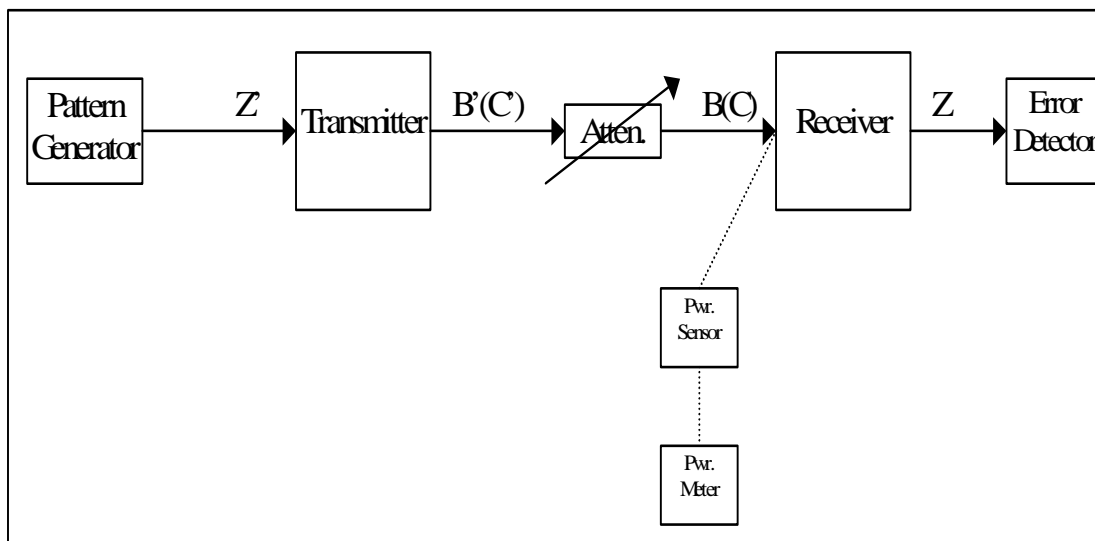 Pattern
Generator
Z'
Transmitter
B'(C')
Atten.
B(C)
Receiver
Z
Error
Detector
Pwr.
Sensor
Pwr.
Meter